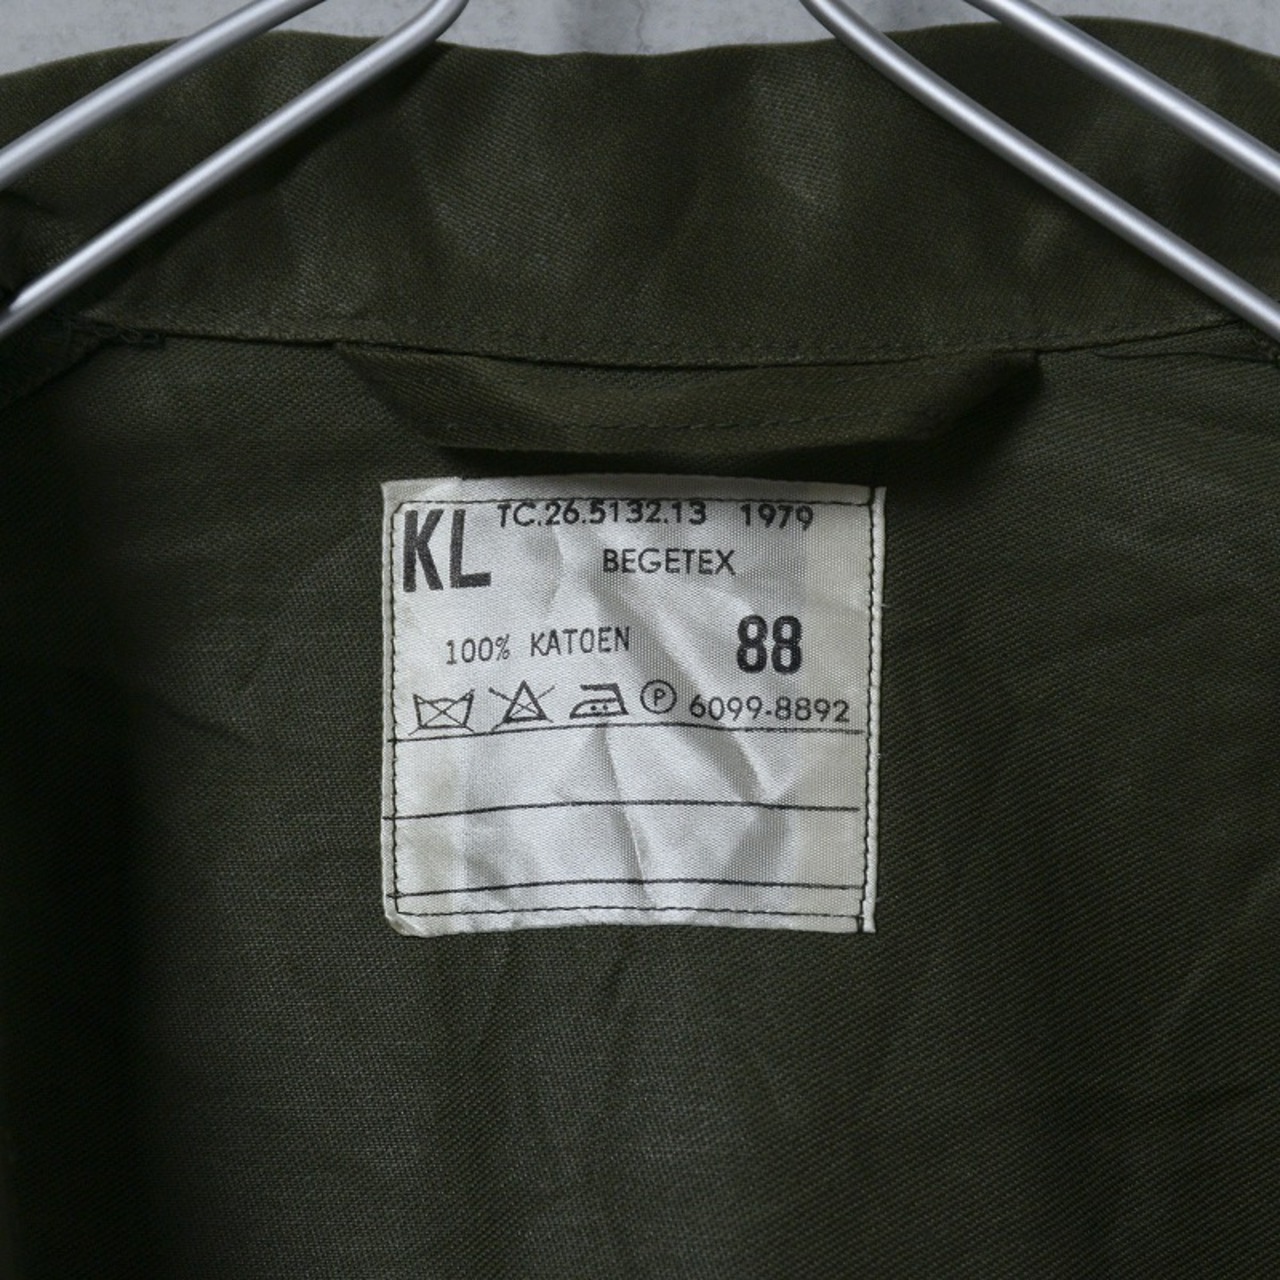 KL TC.26.5132.13 1979
BEGETEX
100% KATOEN 88
P 6099-8892